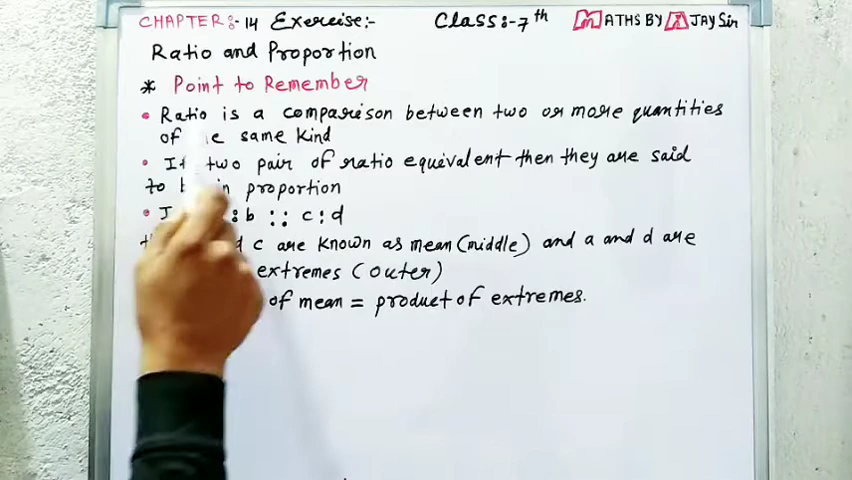 CHAPTER:-14 Exercise:- Class:-7th MATHS BY AJAY Sir
Ratio and Proportion
* Point to Remember
• Ratio is a comparison between two or more quantities
of same Kind
• If two pair of ratio equivalent then they are said
to in proportion
• :b :: c:d
c are known as mean(middle) and a and d are
extremes (outer)
of mean = product of extremes.